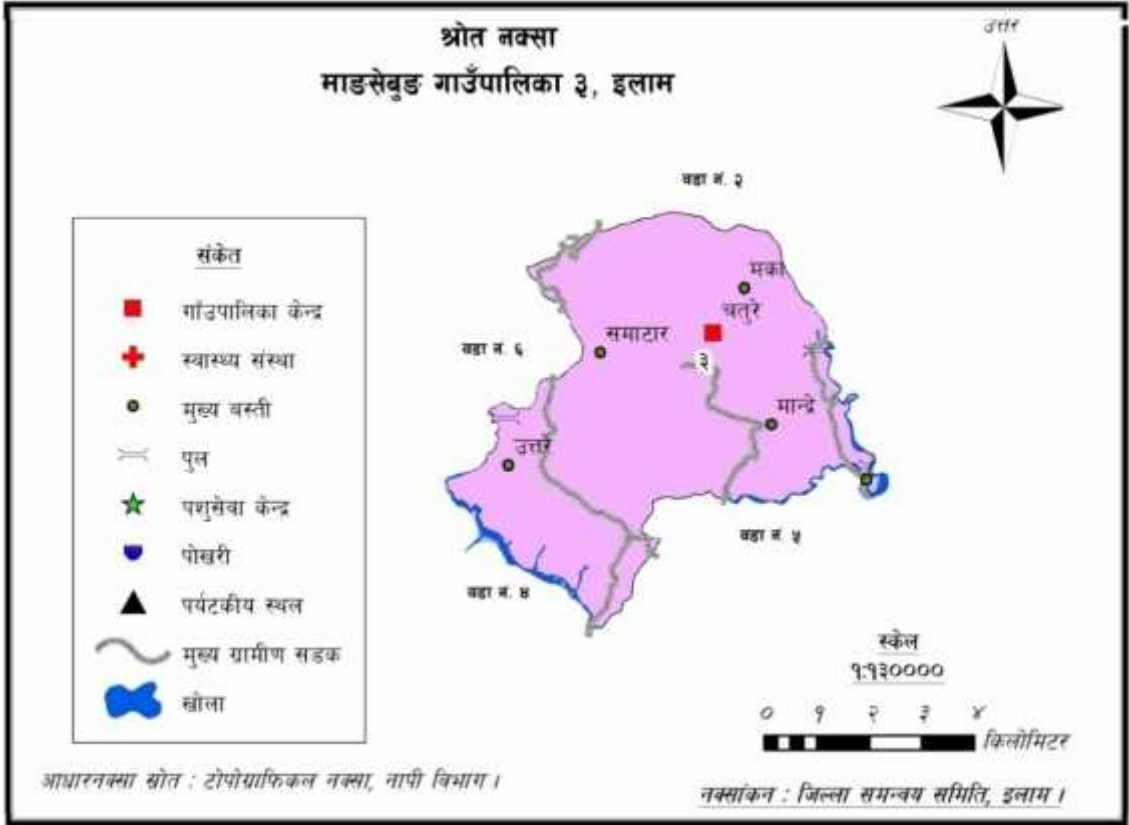 श्रोत नक्सा
माङसेबुङ गाउँपालिका ३, इलाम
उत्तर
वडा नं. २
संकेत
गाँउपालिका केन्द्र
स्वास्थ्य संस्था
मुख्य वस्ती
पुल
पशुसेवा केन्द्र
पोखरी
पर्यटकीय स्थल
मुख्य ग्रामीण सडक
खोला
मका
चतुरे
समाटार
वडा नं. ६
३
मान्द्रे
उत्तरे
वडा नं. ५
वडा नं. ४
स्केल
१:१३००००
० १ २ ३ ४
किलोमिटर
आधारनक्सा स्रोत : टोपोग्राफिकल नक्सा, नापी विभाग ।
नक्सांकन : जिल्ला समन्वय समिति, इलाम ।